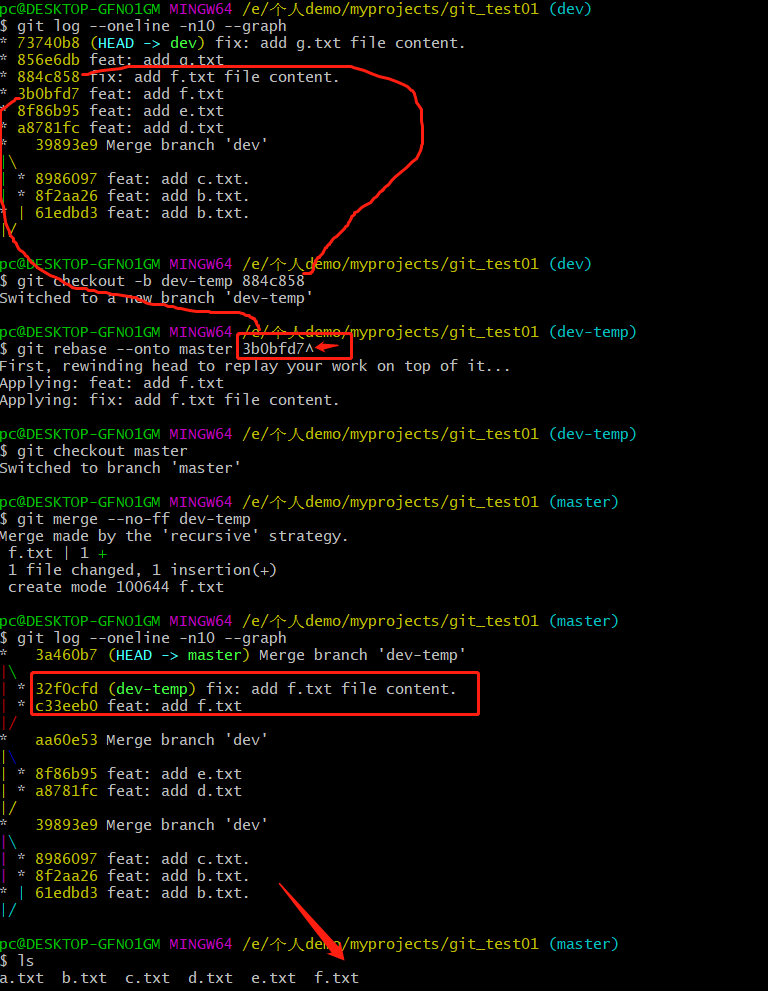 pc@DESKTOP-GFNO1GM MINGW64 /e/个人demo/myprojects/git_test01 (dev)
$ git log --oneline -n10 --graph
* 73740b8 (HEAD -> dev) fix: add g.txt file content.
* 856e6db feat: add g.txt
* 884c858 fix: add f.txt file content.
* 3b0bfd7 feat: add f.txt
* 8f86b95 feat: add e.txt
* a8781fc feat: add d.txt
*   39893e9 Merge branch 'dev'
|\
| * 8986097 feat: add c.txt.
| * 8f2aa26 feat: add b.txt.
* | 61edbd3 feat: add b.txt.
|/
pc@DESKTOP-GFNO1GM MINGW64 /e/个人demo/myprojects/git_test01 (dev)
$ git checkout -b dev-temp 884c858
Switched to a new branch 'dev-temp'
pc@DESKTOP-GFNO1GM MINGW64 /e/个人demo/myprojects/git_test01 (dev-temp)
$ git rebase --onto master 3b0bfd7^
First, rewinding head to replay your work on top of it...
Applying: feat: add f.txt
Applying: fix: add f.txt file content.
pc@DESKTOP-GFNO1GM MINGW64 /e/个人demo/myprojects/git_test01 (dev-temp)
$ git checkout master
Switched to branch 'master'
pc@DESKTOP-GFNO1GM MINGW64 /e/个人demo/myprojects/git_test01 (master)
$ git merge --no-ff dev-temp
Merge made by the 'recursive' strategy.
 f.txt | 1 +
 1 file changed, 1 insertion(+)
 create mode 100644 f.txt
pc@DESKTOP-GFNO1GM MINGW64 /e/个人demo/myprojects/git_test01 (master)
$ git log --oneline -n10 --graph
*   3a460b7 (HEAD -> master) Merge branch 'dev-temp'
|\
| * 32f0cfd (dev-temp) fix: add f.txt file content.
| * c33eeb0 feat: add f.txt
|/
*   aa60e53 Merge branch 'dev'
|\
| * 8f86b95 feat: add e.txt
| * a8781fc feat: add d.txt
|/
*   39893e9 Merge branch 'dev'
|\
| * 8986097 feat: add c.txt.
| * 8f2aa26 feat: add b.txt.
* | 61edbd3 feat: add b.txt.
|/
pc@DESKTOP-GFNO1GM MINGW64 /e/个人demo/myprojects/git_test01 (master)
$ ls
a.txt  b.txt  c.txt  d.txt  e.txt  f.txt